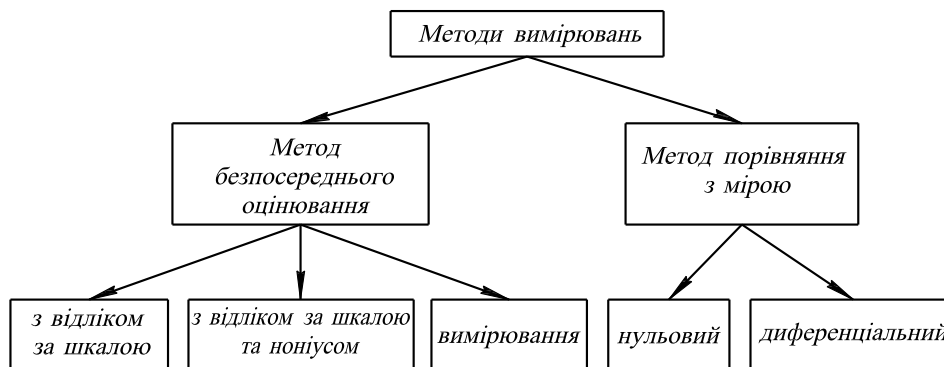 Методи вимірювань
Метод
безпосереднього
оцінювання
Метод порівняння
з мірою
з відліком
за шкалою
з відліком за шкалою
та ноніусом
вимірювання
нульовий
диференціальний